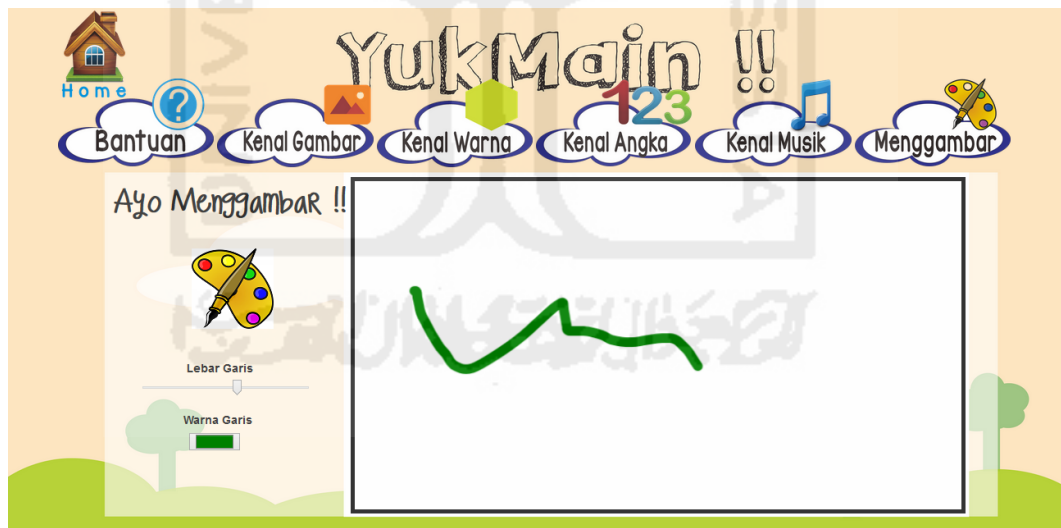 YukMain !!
Home
Bantuan
Kenal Gambar
Kenal Warna
123
Kenal Angka
Kenal Musik
Menggambar
Ayo Menggambar !!
Lebar Garis
Warna Garis